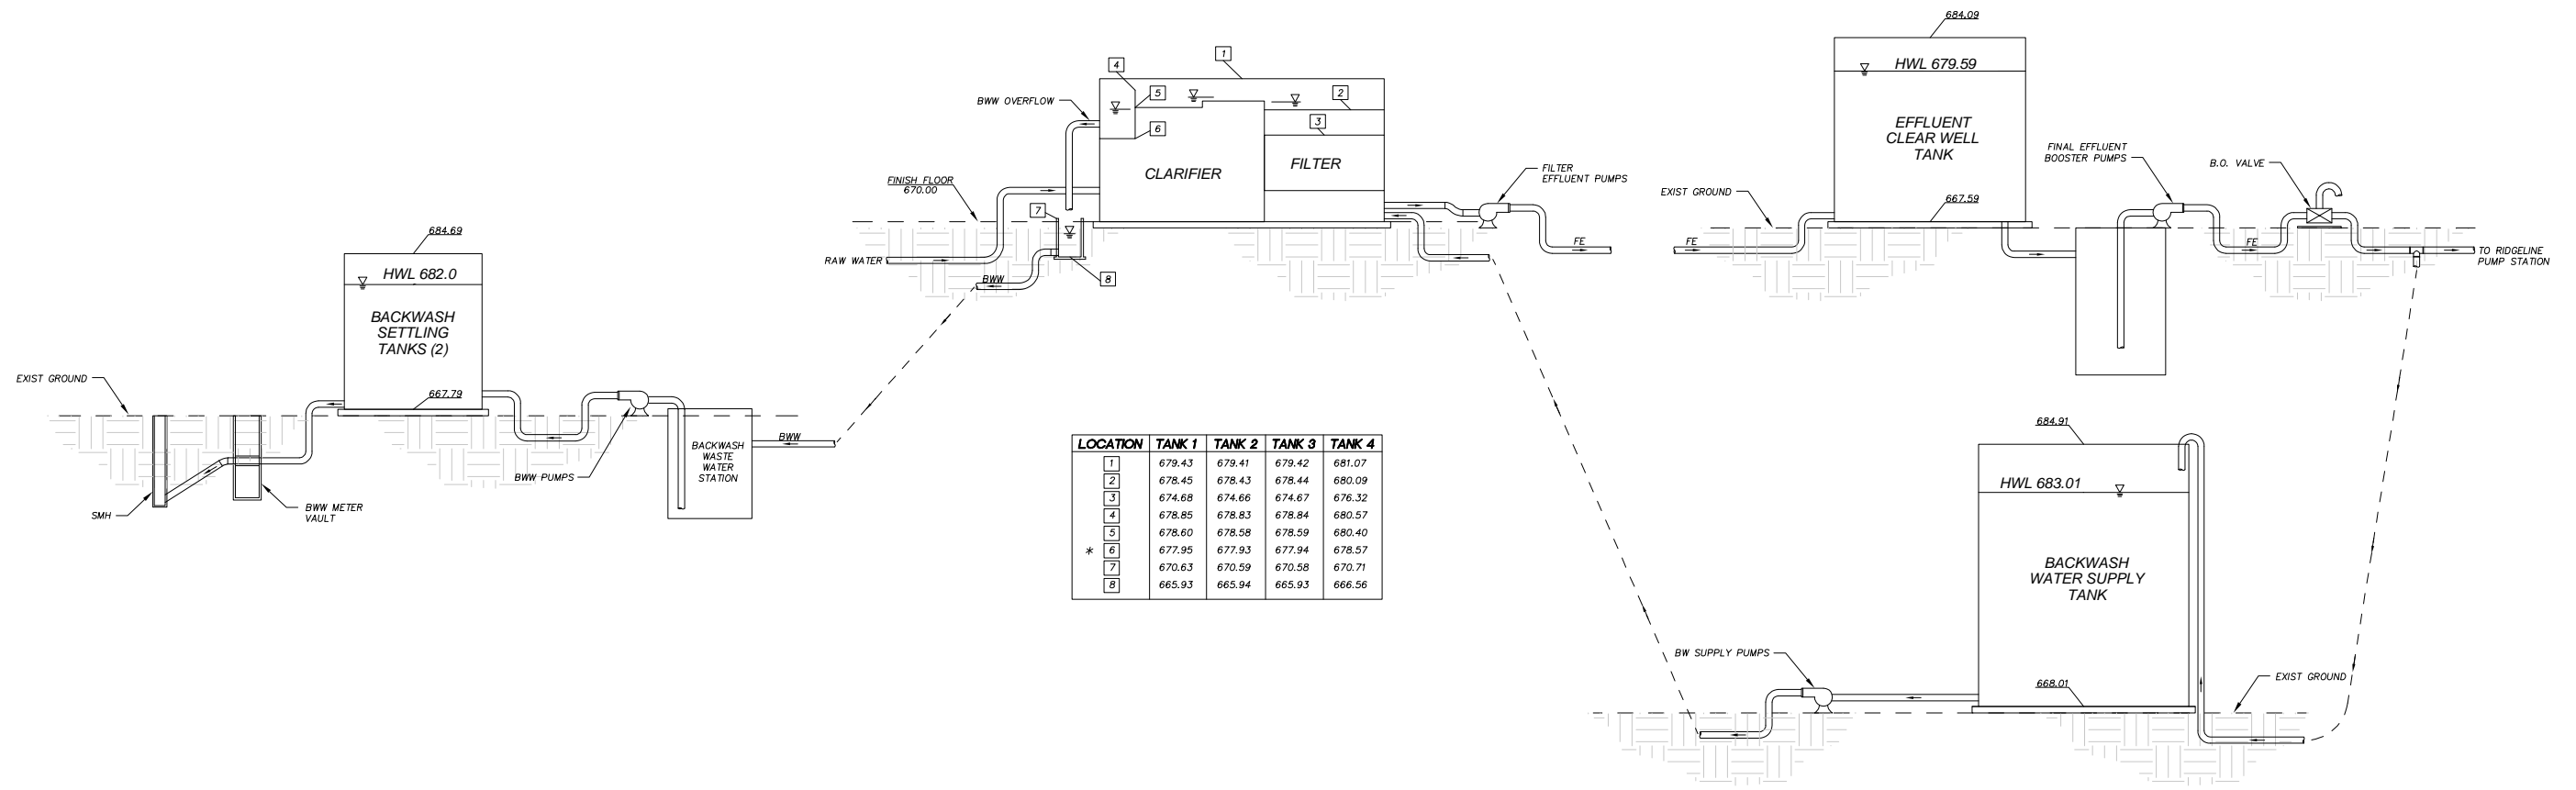 684.69
HWL 682.0
BACKWASH
SETTLING
TANKS (2)
667.79
EXIST GROUND
SMH
BWW METER
VAULT
BWW PUMPS
BACKWASH
WASTE
WATER
STATION
BWW
BWW OVERFLOW
FINISH FLOOR
670.00
RAW WATER
BWW
1
2
3
4
5
6
7
8
CLARIFIER
FILTER
FILTER
EFFLUENT PUMPS
FE
LOCATION TANK 1 TANK 2 TANK 3 TANK 4
1 679.43 679.41 679.42 681.07
2 678.45 678.43 678.44 680.09
3 674.68 674.66 674.67 676.32
4 678.85 678.83 678.84 680.57
5 678.60 678.58 678.59 680.40
* 6 677.95 677.93 677.94 678.57
7 670.63 670.59 670.58 670.71
8 665.93 665.94 665.93 666.56
684.09
HWL 679.59
EFFLUENT
CLEAR WELL
TANK
667.59
EXIST GROUND
FE
FINAL EFFLUENT
BOOSTER PUMPS
B.O. VALVE
FE
TO RIDGELINE
PUMP STATION
684.91
HWL 683.01
BACKWASH
WATER SUPPLY
TANK
668.01
BW SUPPLY PUMPS
EXIST GROUND